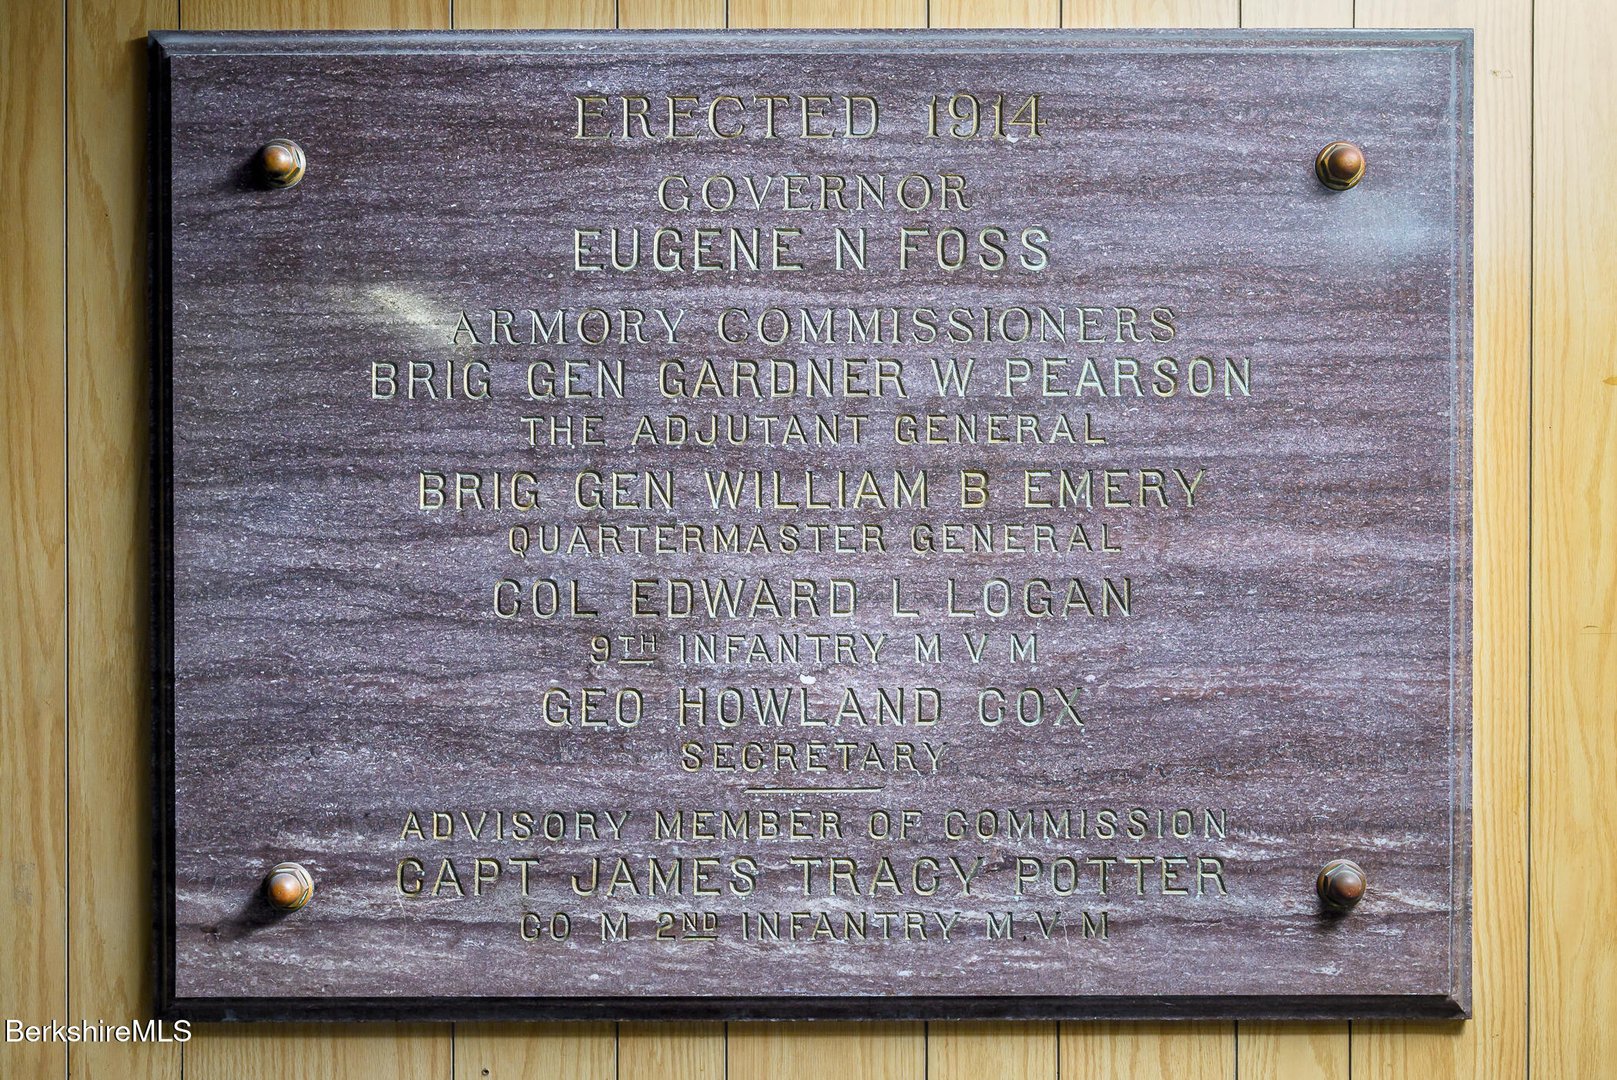 ERECTED 1914
GOVERNOR
EUGENE N FOSS
ARMORY COMMISSIONERS
BRIG GEN GARDNER W PEARSON
THE ADJUTANT GENERAL
BRIG GEN WILLIAM B EMERY
QUARTERMASTER GENERAL
COL EDWARD L LOGAN
9TH INFANTRY M V M
GEO HOWLAND COX
SECRETARY
ADVISORY MEMBER OF COMMISSION
CAPT JAMES TRACY POTTER
CO M 2ND INFANTRY M.V M
BerkshireMLS